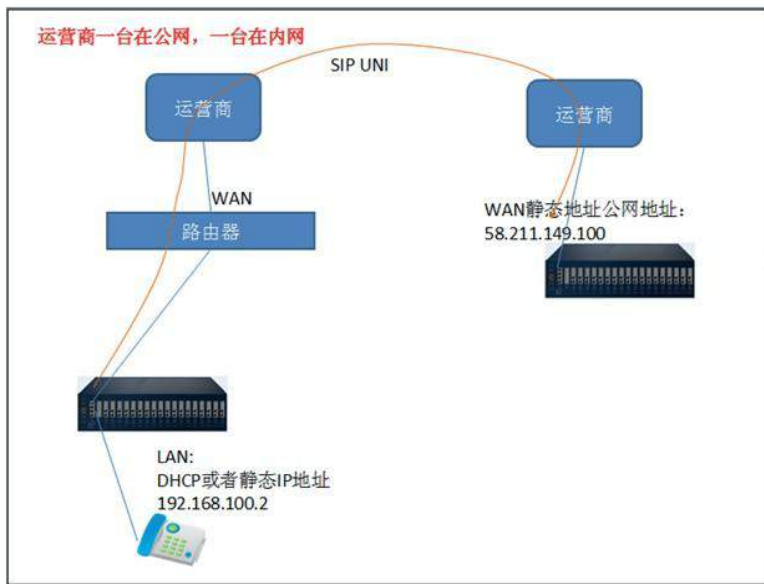 运营商一台在公网，一台在内网
SIP UNI
运营商
运营商
WAN
路由器
WAN静态地址公网地址：
58.211.149.100
LAN:
DHCP或者静态IP地址
192.168.100.2